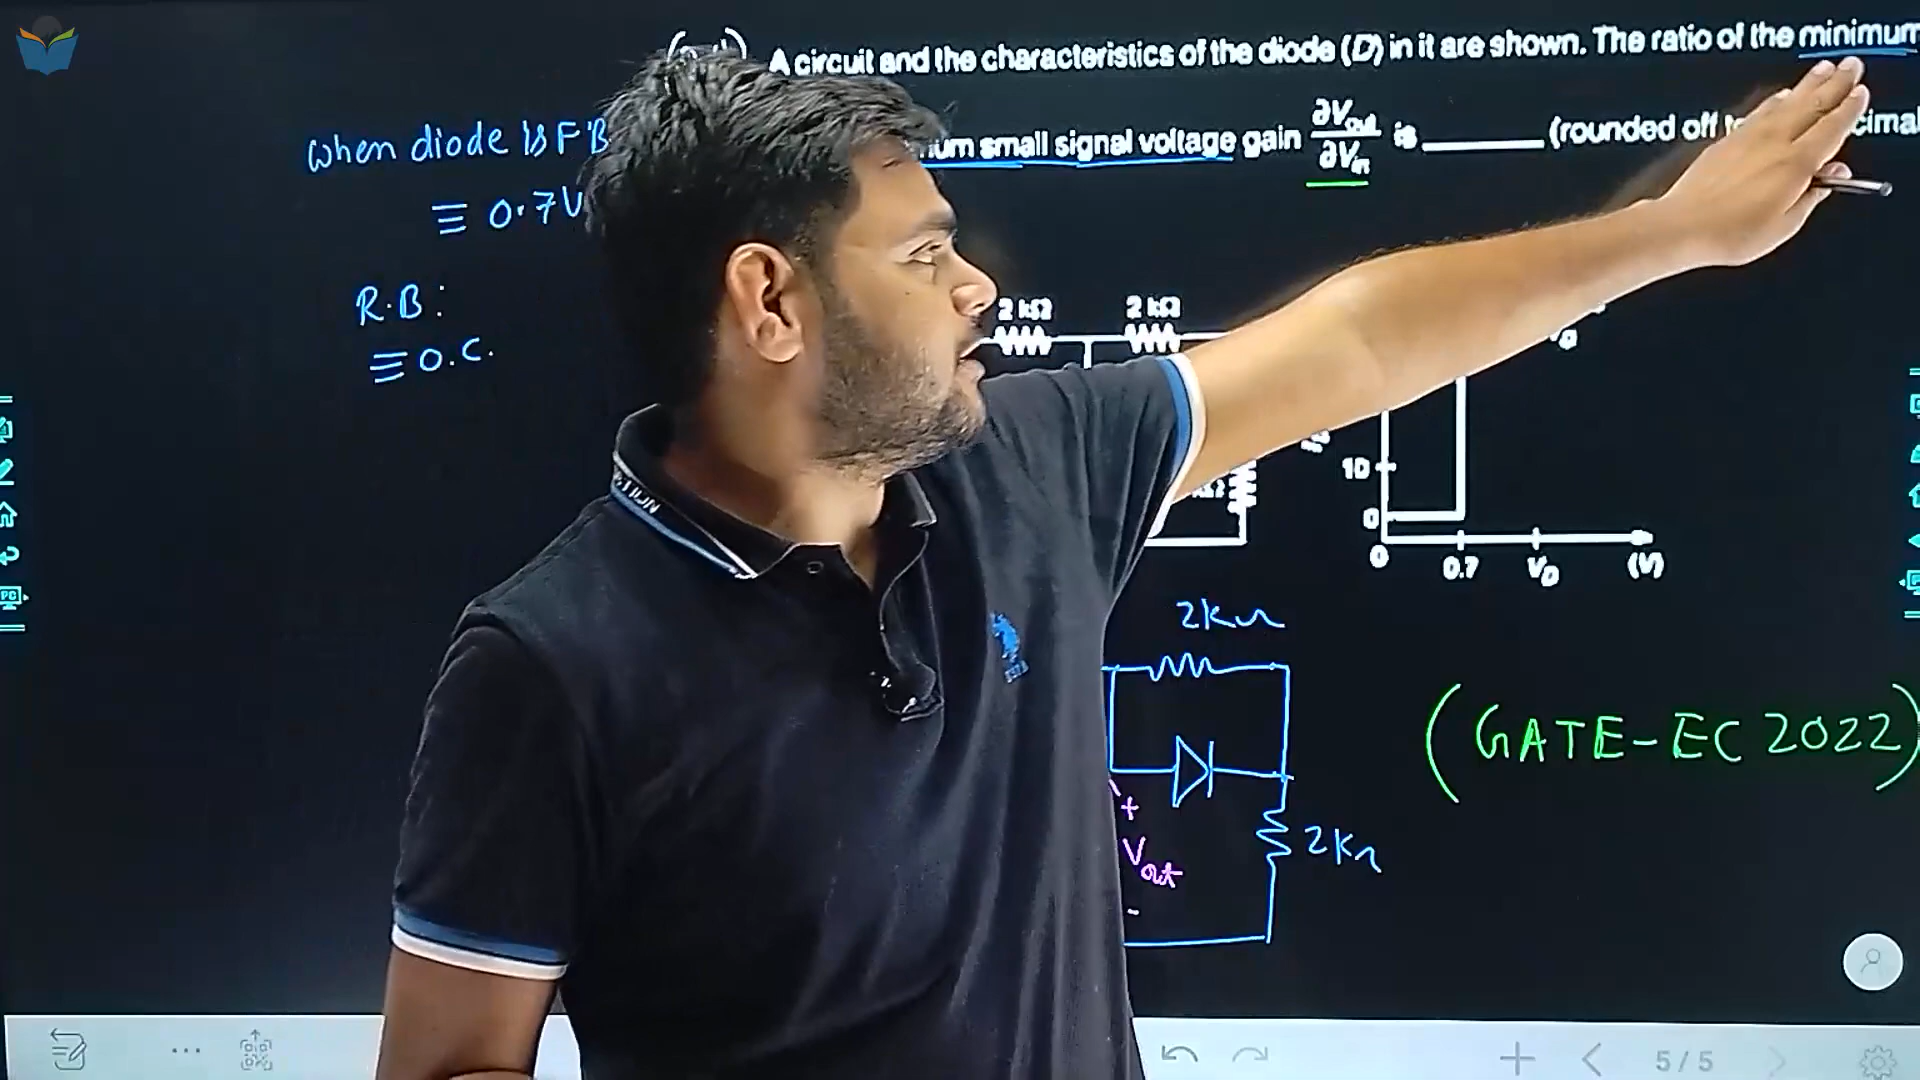 A circuit and the characteristics of the diode (D) in it are shown. The ratio of the minimum
small signal voltage gain ∂Vout/∂Vin is ______ (rounded off
When diode is F B
≡ 0.7V
R.B:
≡ O.C.
2 kΩ 2 kΩ
10
0
0 0.7 V_D (V)
2kΩ
(GATE-EC 2022)
+
Vout
-
2kΩ
5/5